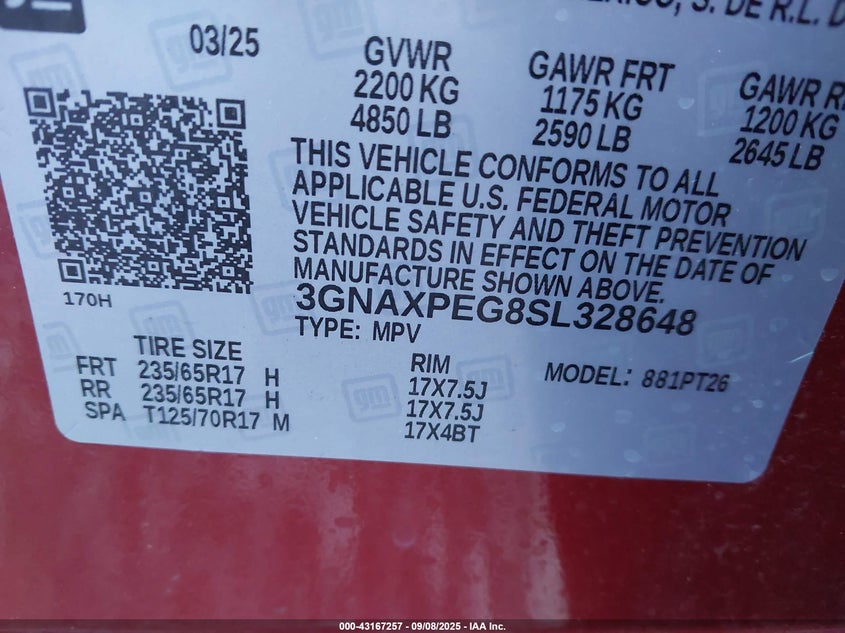 S. DE R.L. D
03/25
GVWR
2200 KG
4850 LB
GAWR FRT
1175 KG
2590 LB
GAWR R
1200 KG
2645 LB
THIS VEHICLE CONFORMS TO ALL
APPLICABLE U.S. FEDERAL MOTOR
VEHICLE SAFETY AND THEFT PREVENTION
STANDARDS IN EFFECT ON THE DATE OF
MANUFACTURE SHOWN ABOVE.
3GNAXPEG8SL328648
TYPE: MPV
170H
TIRE SIZE RIM
FRT 235/65R17 H 17X7.5J
RR 235/65R17 H 17X7.5J
SPA T125/70R17 M 17X4BT
MODEL: 881PT26
gm
000-43167257 | 09/08/2025 | IAA Inc.